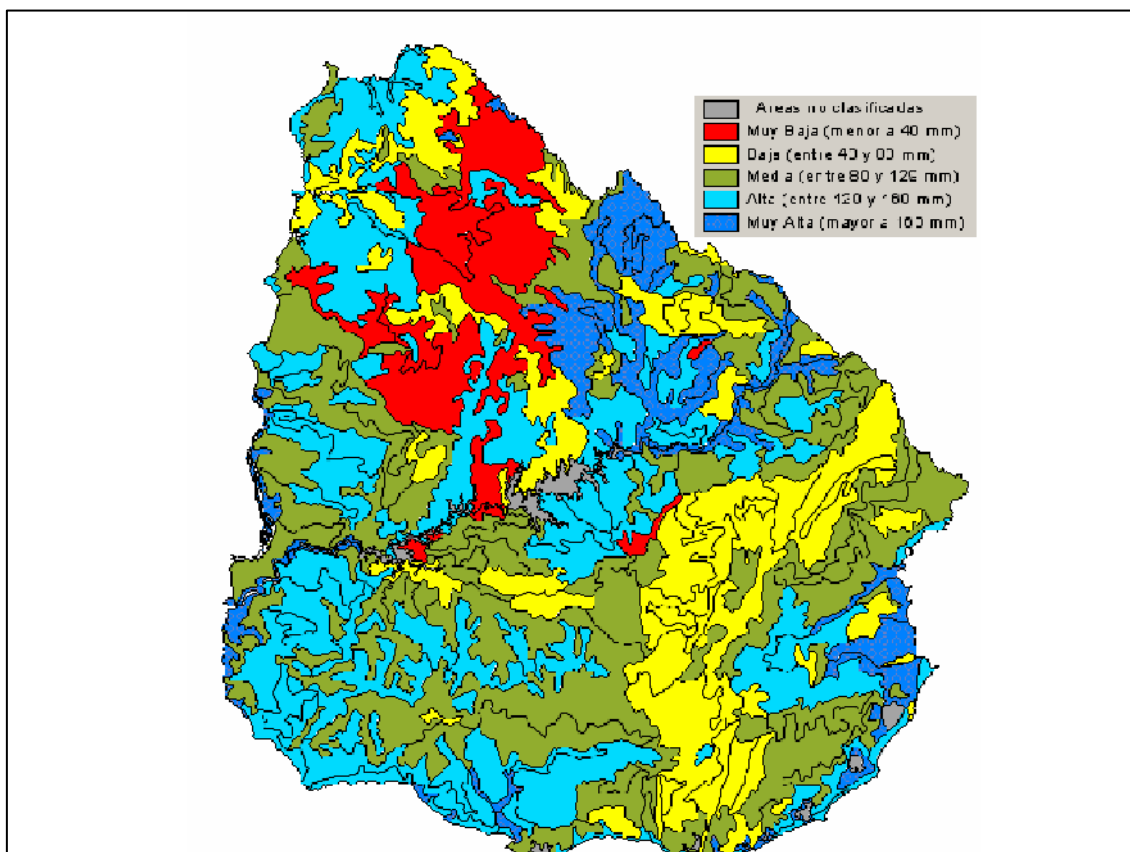 Areas no clasificadas
Muy Baja (menor a 40 mm)
Baja (entre 40 y 80 mm)
Media (entre 80 y 120 mm)
Alta (entre 120 y 160 mm)
Muy Alta (mayor a 160 mm)